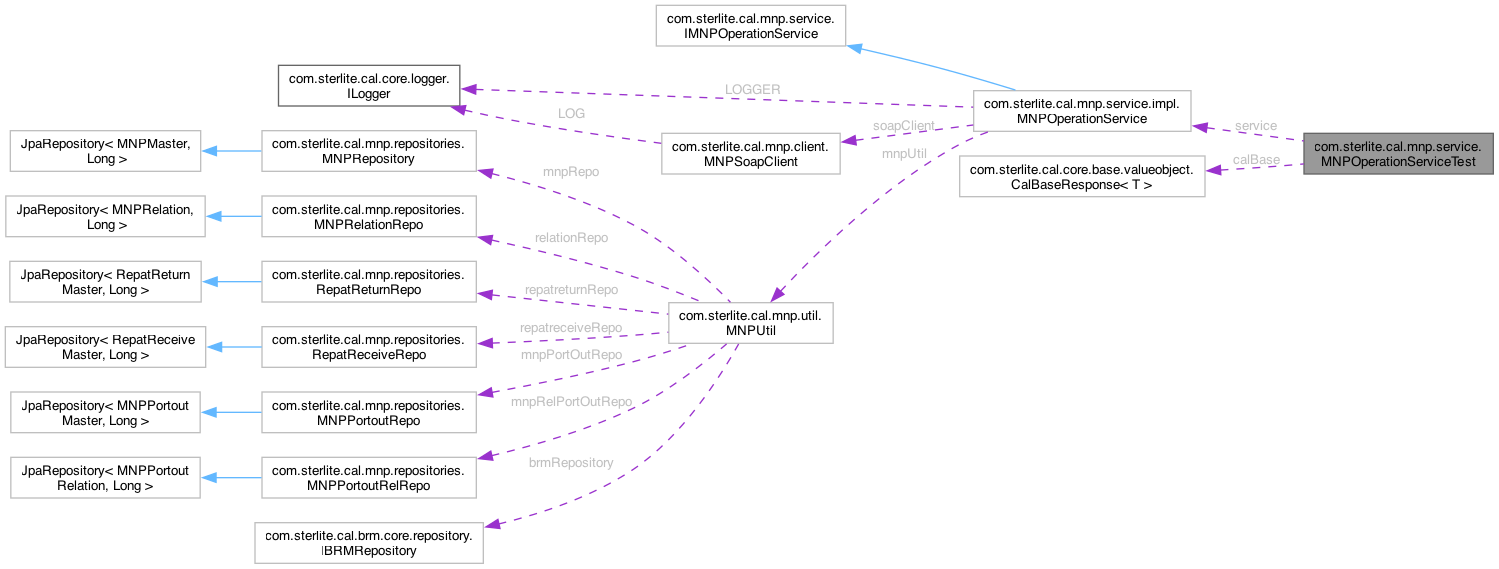 com.sterlite.cal.mnp.service.
IMNPOperationService
com.sterlite.cal.core.logger.
ILogger
LOGGER
com.sterlite.cal.mnp.service.impl.
MNPOperationService
LOG
soapClient
service
com.sterlite.cal.mnp.service.
MNPOperationServiceTest
JpaRepository< MNPMaster,
Long >
com.sterlite.cal.mnp.repositories.
MNPRepository
com.sterlite.cal.mnp.client.
MNPSoapClient
mnpUtil
calBase
mnpRepo
com.sterlite.cal.core.base.valueobject.
CalBaseResponse< T >
JpaRepository< MNPRelation,
Long >
com.sterlite.cal.mnp.repositories.
MNPRelationRepo
relationRepo
JpaRepository< RepatReturn
Master, Long >
com.sterlite.cal.mnp.repositories.
RepatReturnRepo
repatreturnRepo
com.sterlite.cal.mnp.util.
MNPUtil
JpaRepository< RepatReceive
Master, Long >
com.sterlite.cal.mnp.repositories.
RepatReceiveRepo
repatreceiveRepo
mnpPortOutRepo
JpaRepository< MNPPortout
Master, Long >
com.sterlite.cal.mnp.repositories.
MNPPortoutRepo
mnpRelPortOutRepo
JpaRepository< MNPPortout
Relation, Long >
com.sterlite.cal.mnp.repositories.
MNPPortoutRelRepo
brmRepository
com.sterlite.cal.brm.core.repository.
IBRMRepository